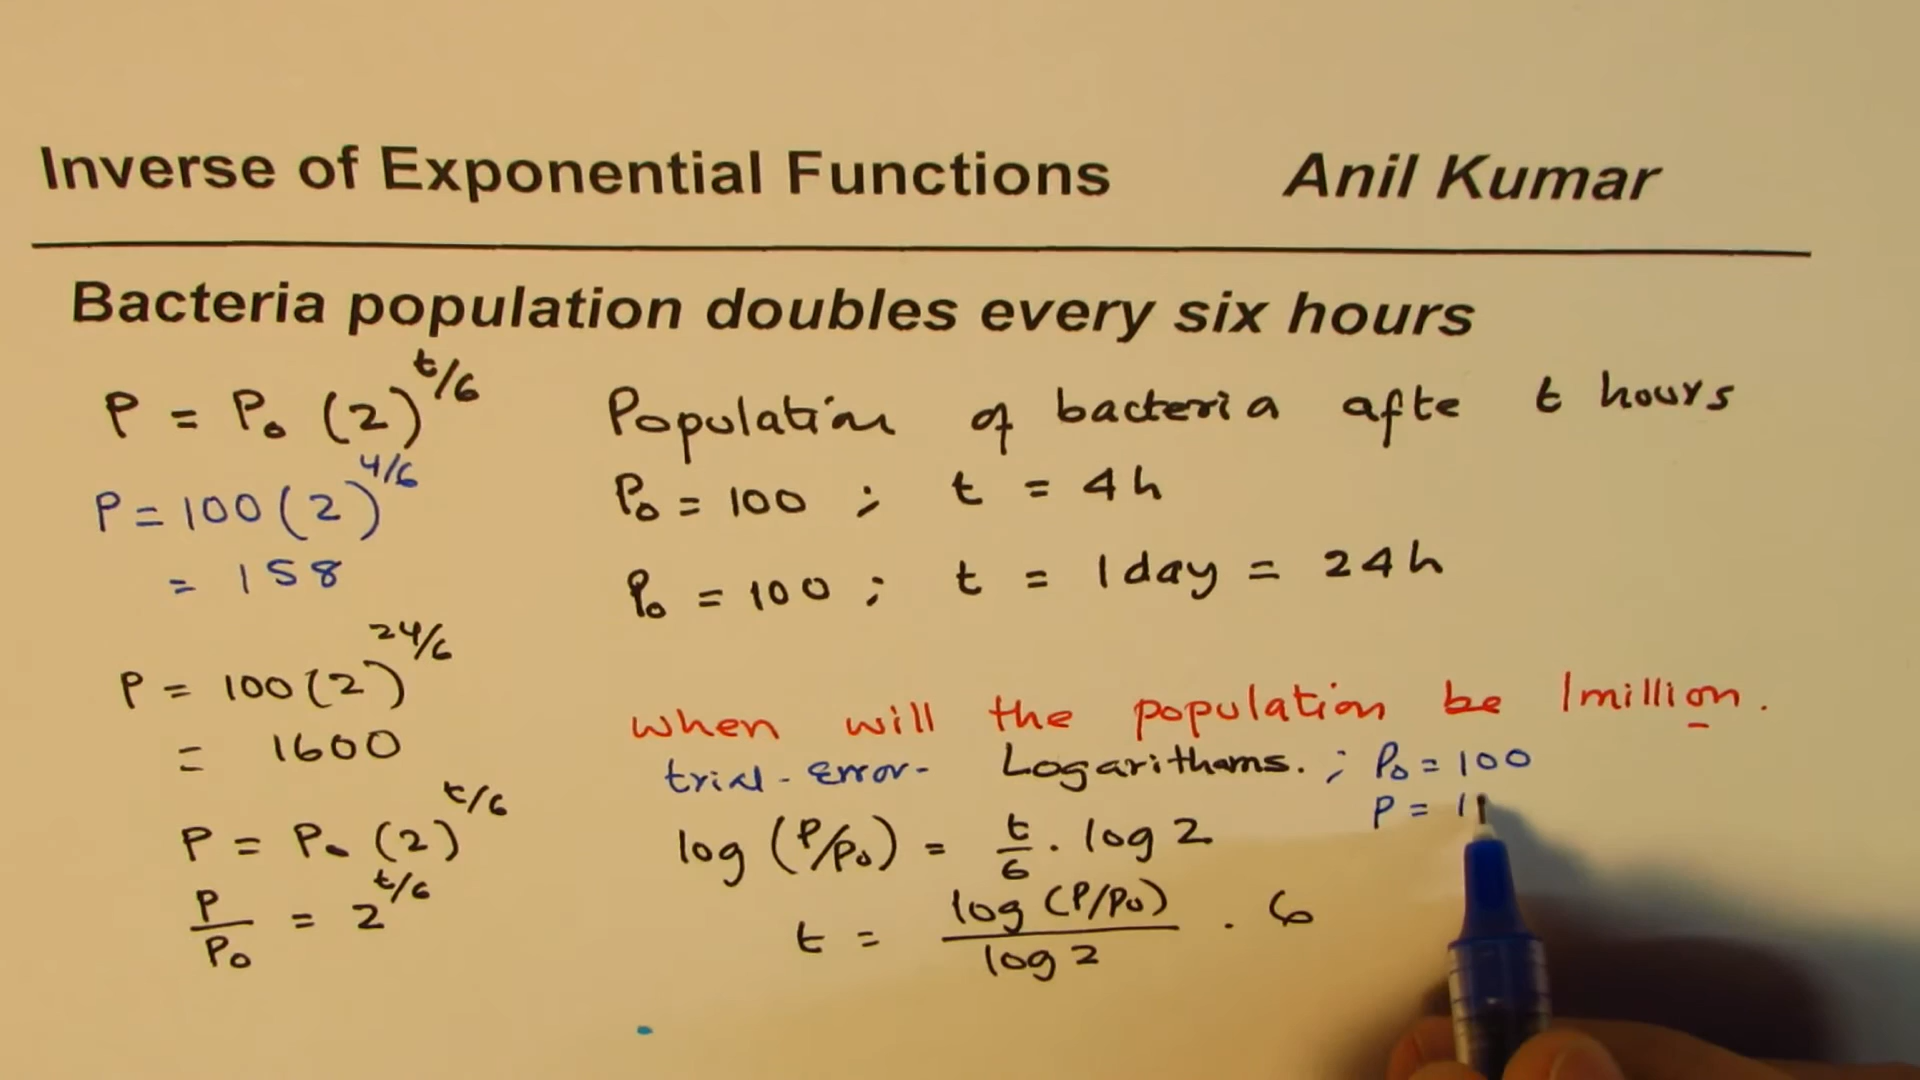 Inverse of Exponential Functions Anil Kumar
Bacteria population doubles every six hours
P = P₀ (2)^t/6
Population of bacteria afte t hours
P = 100 (2)^4/6
= 158
P₀ = 100 ; t = 4h
P₀ = 100 ; t = 1day = 24h
P = 100 (2)^24/6
= 1600
when will the population be 1million.
trial - Error - Logarithams. ; P₀ = 100
P = 1
P = P₀ (2)^t/6
P/P₀ = 2^t/6
log (P/P₀) = t/6 . log 2
t = log (P/P₀)/log 2 . 6